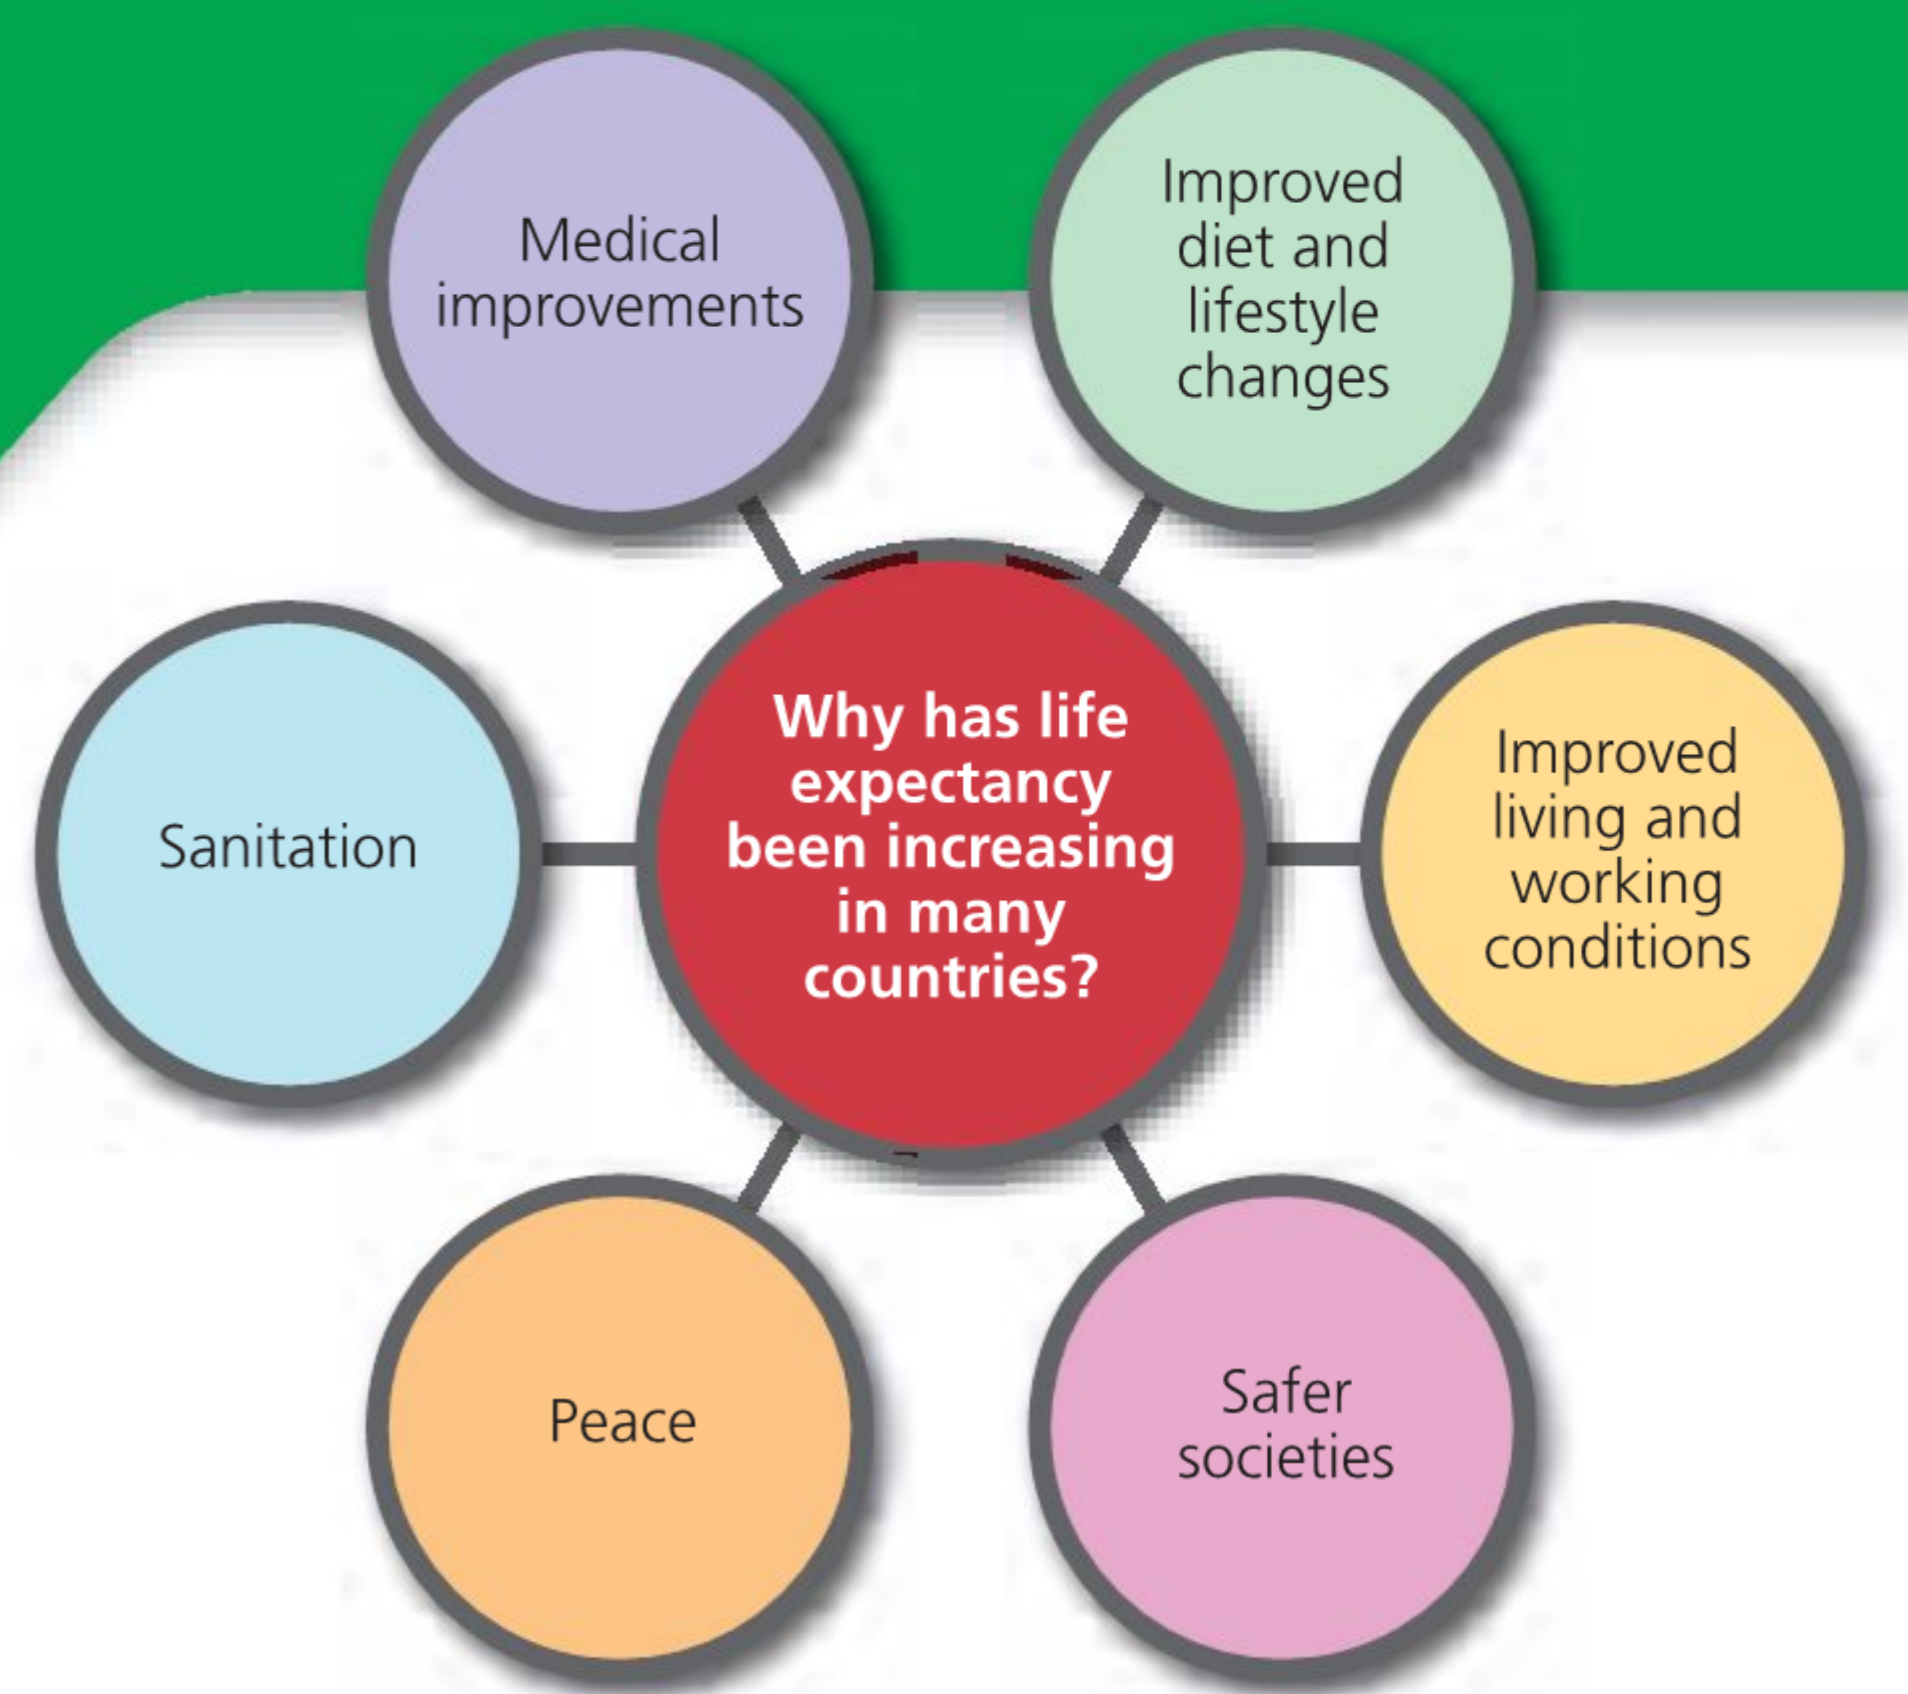 Medical
improvements
Improved
diet and
lifestyle
changes
Sanitation
Why has life
expectancy
been increasing
in many
countries?
Improved
living and
working
conditions
Peace
Safer
societies